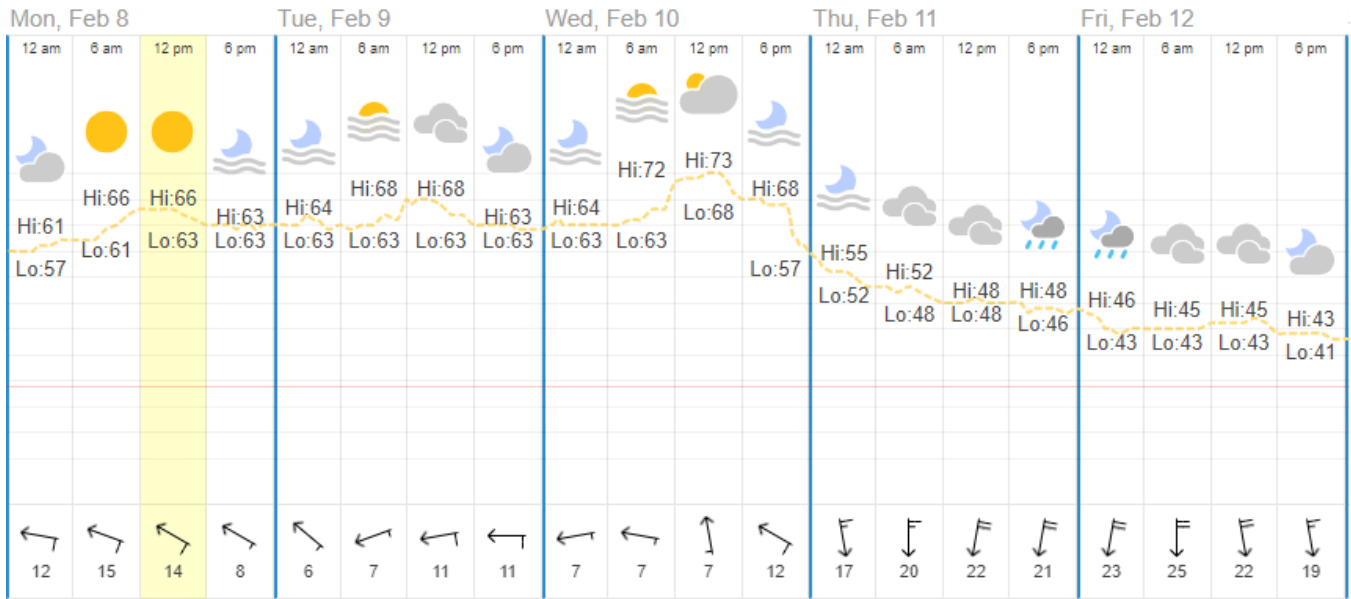 Mon, Feb 8 Tue, Feb 9 Wed, Feb 10 Thu, Feb 11 Fri, Feb 12
12 am 6 am 12 pm 6 pm 12 am 6 am 12 pm 6 pm 12 am 6 am 12 pm 6 pm 12 am 6 am 12 pm 6 pm 12 am 6 am 12 pm 6 pm
Hi:61 Hi:66 Hi:66 Hi:63 Hi:64 Hi:68 Hi:68 Hi:63 Hi:64 Hi:72 Hi:73 Hi:68 Hi:55 Hi:52 Hi:48 Hi:48 Hi:46 Hi:45 Hi:45 Hi:43
Lo:57 Lo:61 Lo:63 Lo:63 Lo:63 Lo:63 Lo:63 Lo:63 Lo:63 Lo:63 Lo:68 Lo:57 Lo:52 Lo:48 Lo:48 Lo:46 Lo:43 Lo:43 Lo:43 Lo:41
12 15 14 8 6 7 11 11 7 7 7 12 17 20 22 21 23 25 22 19